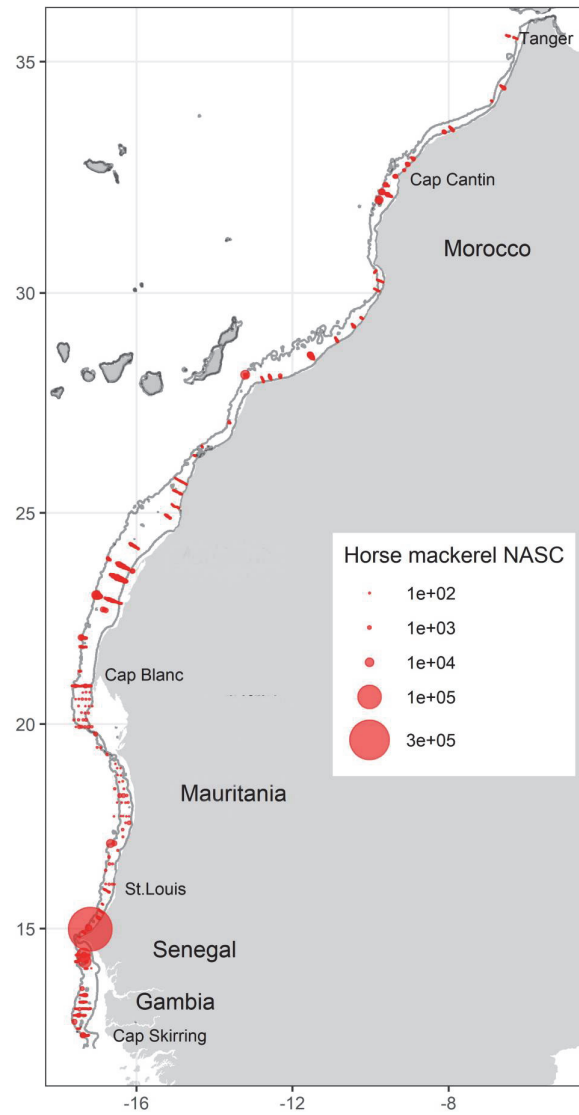 Tanger
35
Cap Cantin
Morocco
30
25
Horse mackerel NASC
1e+02
1e+03
1e+04
1e+05
3e+05
Cap Blanc
20
Mauritania
St.Louis
15
Senegal
Gambia
Cap Skirring
-16
-12
-8